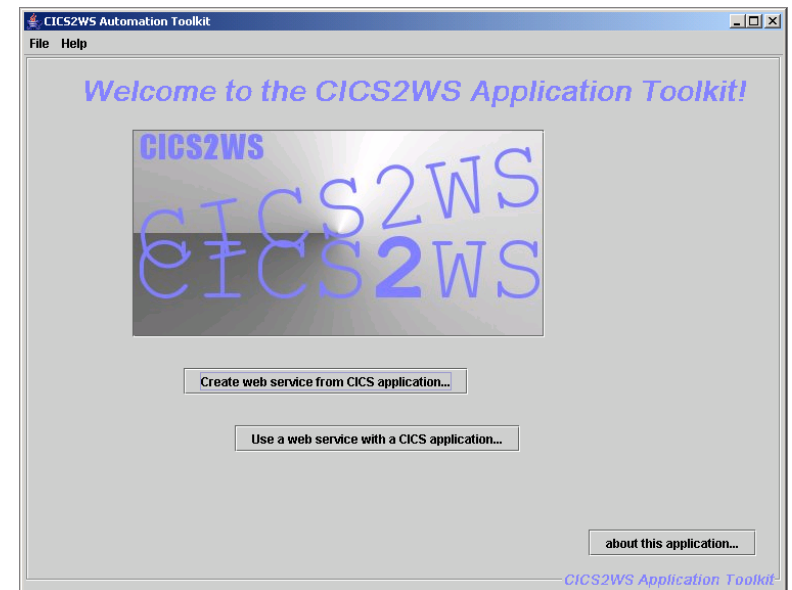 CICS2WS Automation Toolkit
File Help
Welcome to the CICS2WS Application Toolkit!
CICS2WS
CICS2WS
CICS2WS
Create web service from CICS application...
Use a web service with a CICS application...
about this application...
CICS2WS Application Toolkit